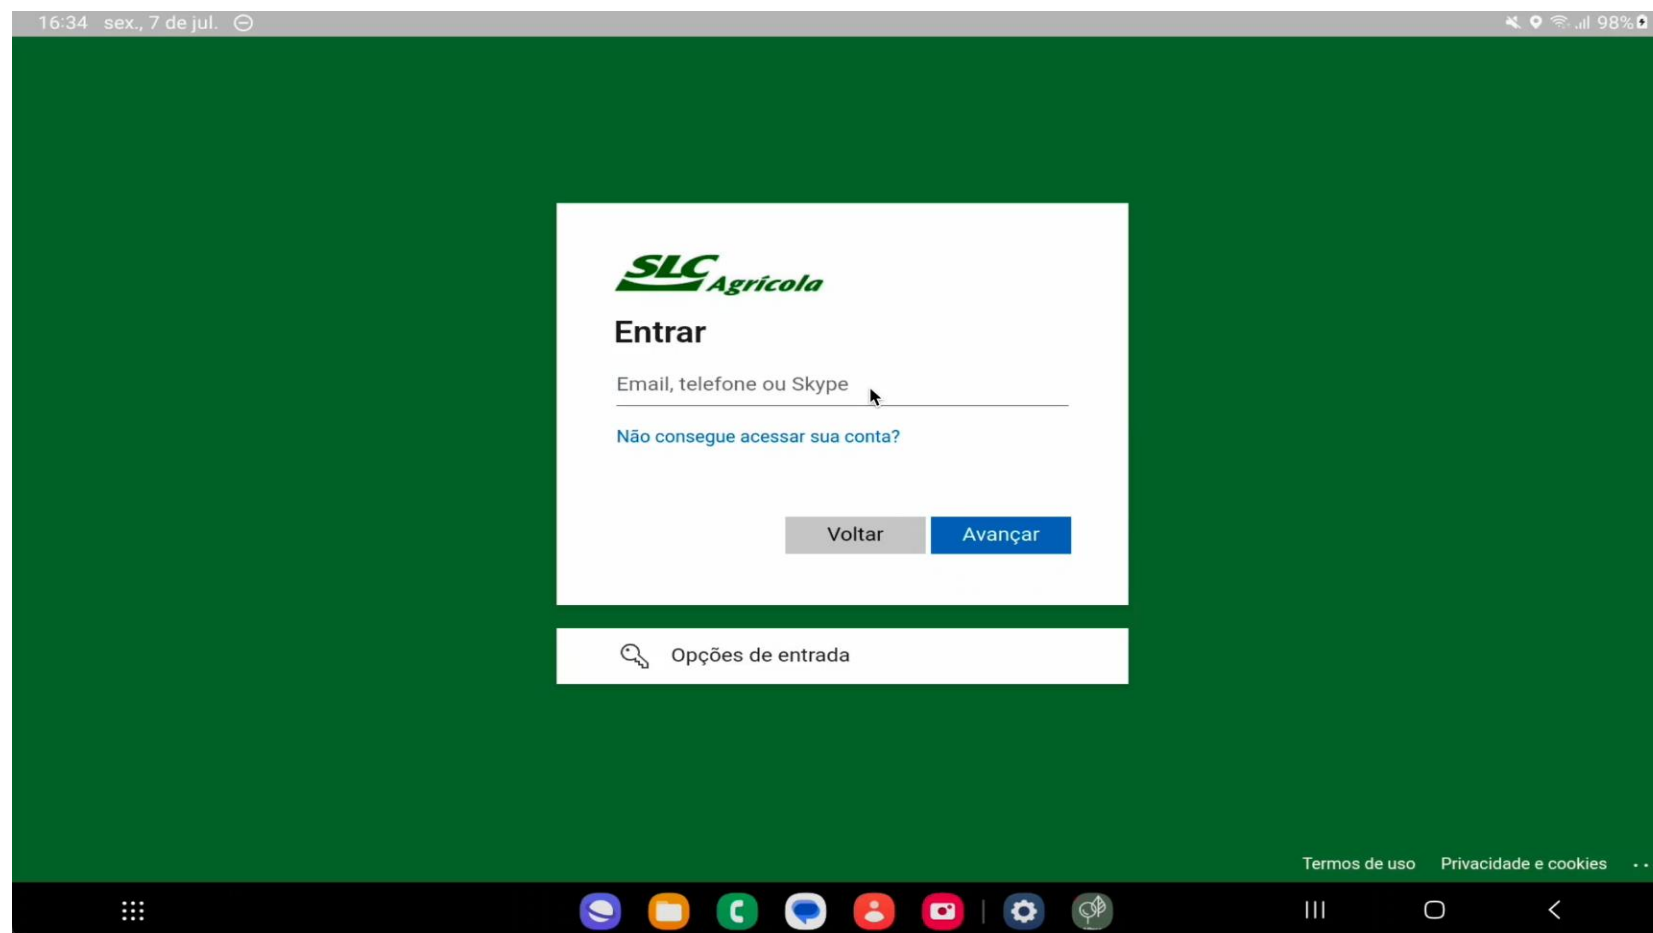 16:34 sex., 7 de jul. 98%
SLC Agrícola
Entrar
Email, telefone ou Skype
Não consegue acessar sua conta?
Voltar Avançar
Opções de entrada
Termos de uso Privacidade e cookies